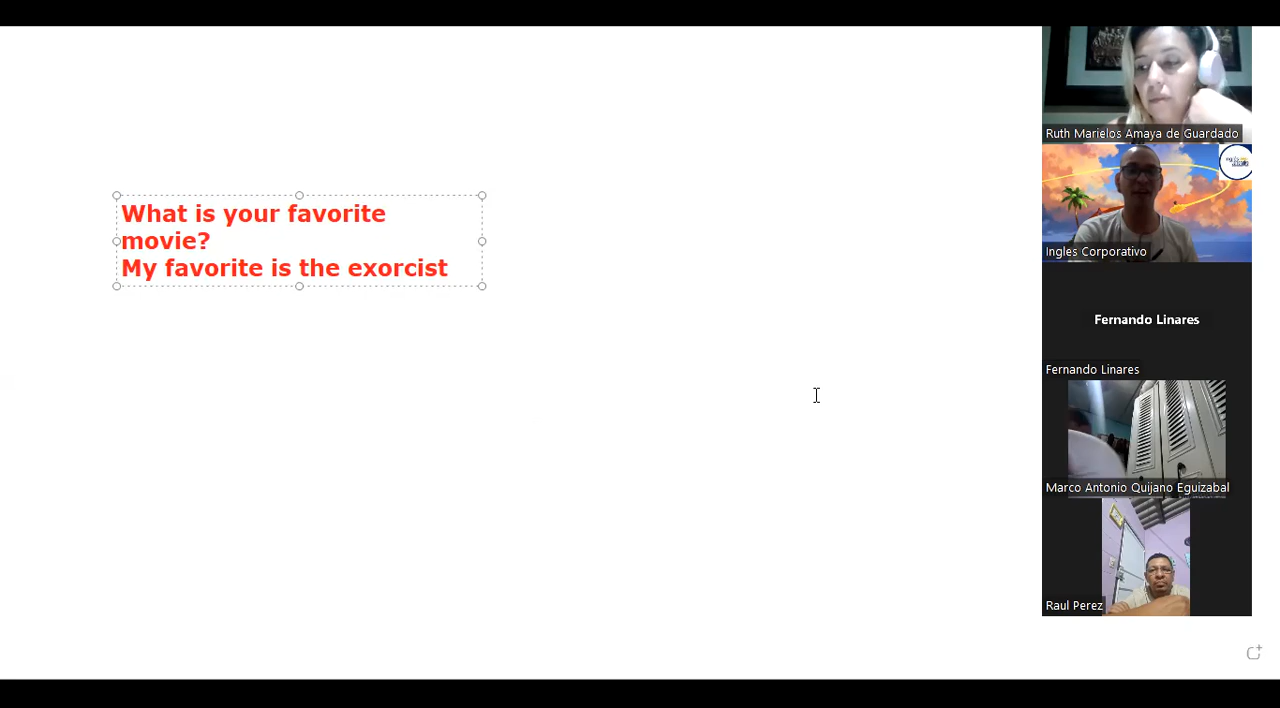 What is your favorite
movie?
My favorite is the exorcist
Ruth Marielos Amaya de Guardado
Ingles Corporativo
Fernando Linares
Fernando Linares
Marco Antonio Quijano Eguizabal
Raul Perez